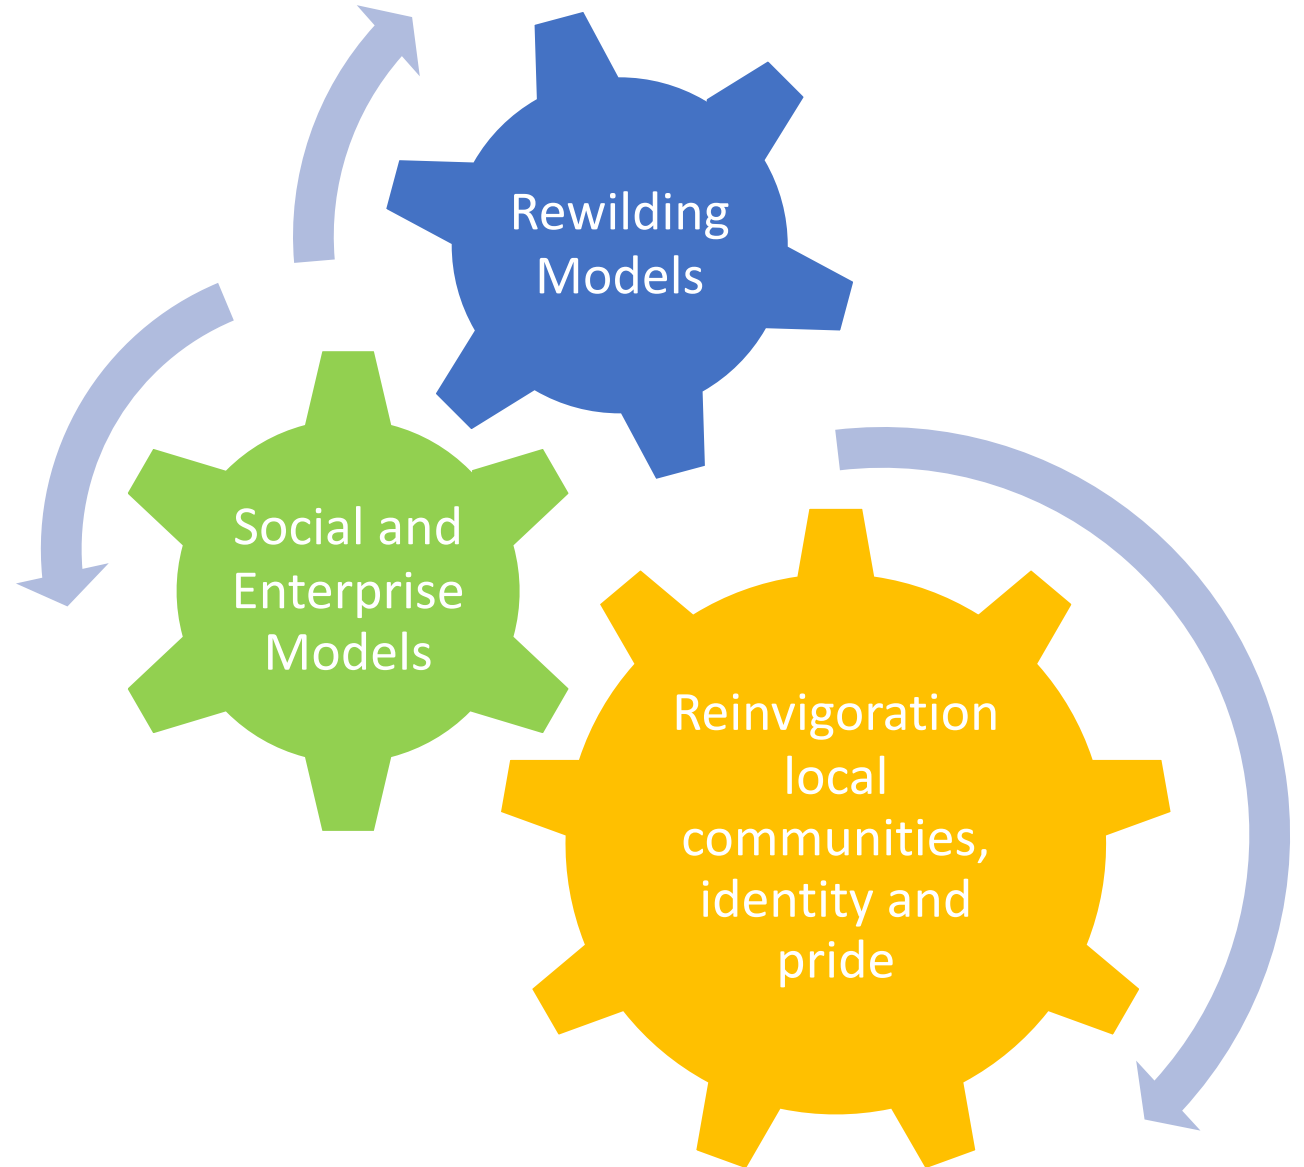 Rewilding
Models
Social and
Enterprise
Models
Reinvigoration
local
communities,
identity and
pride